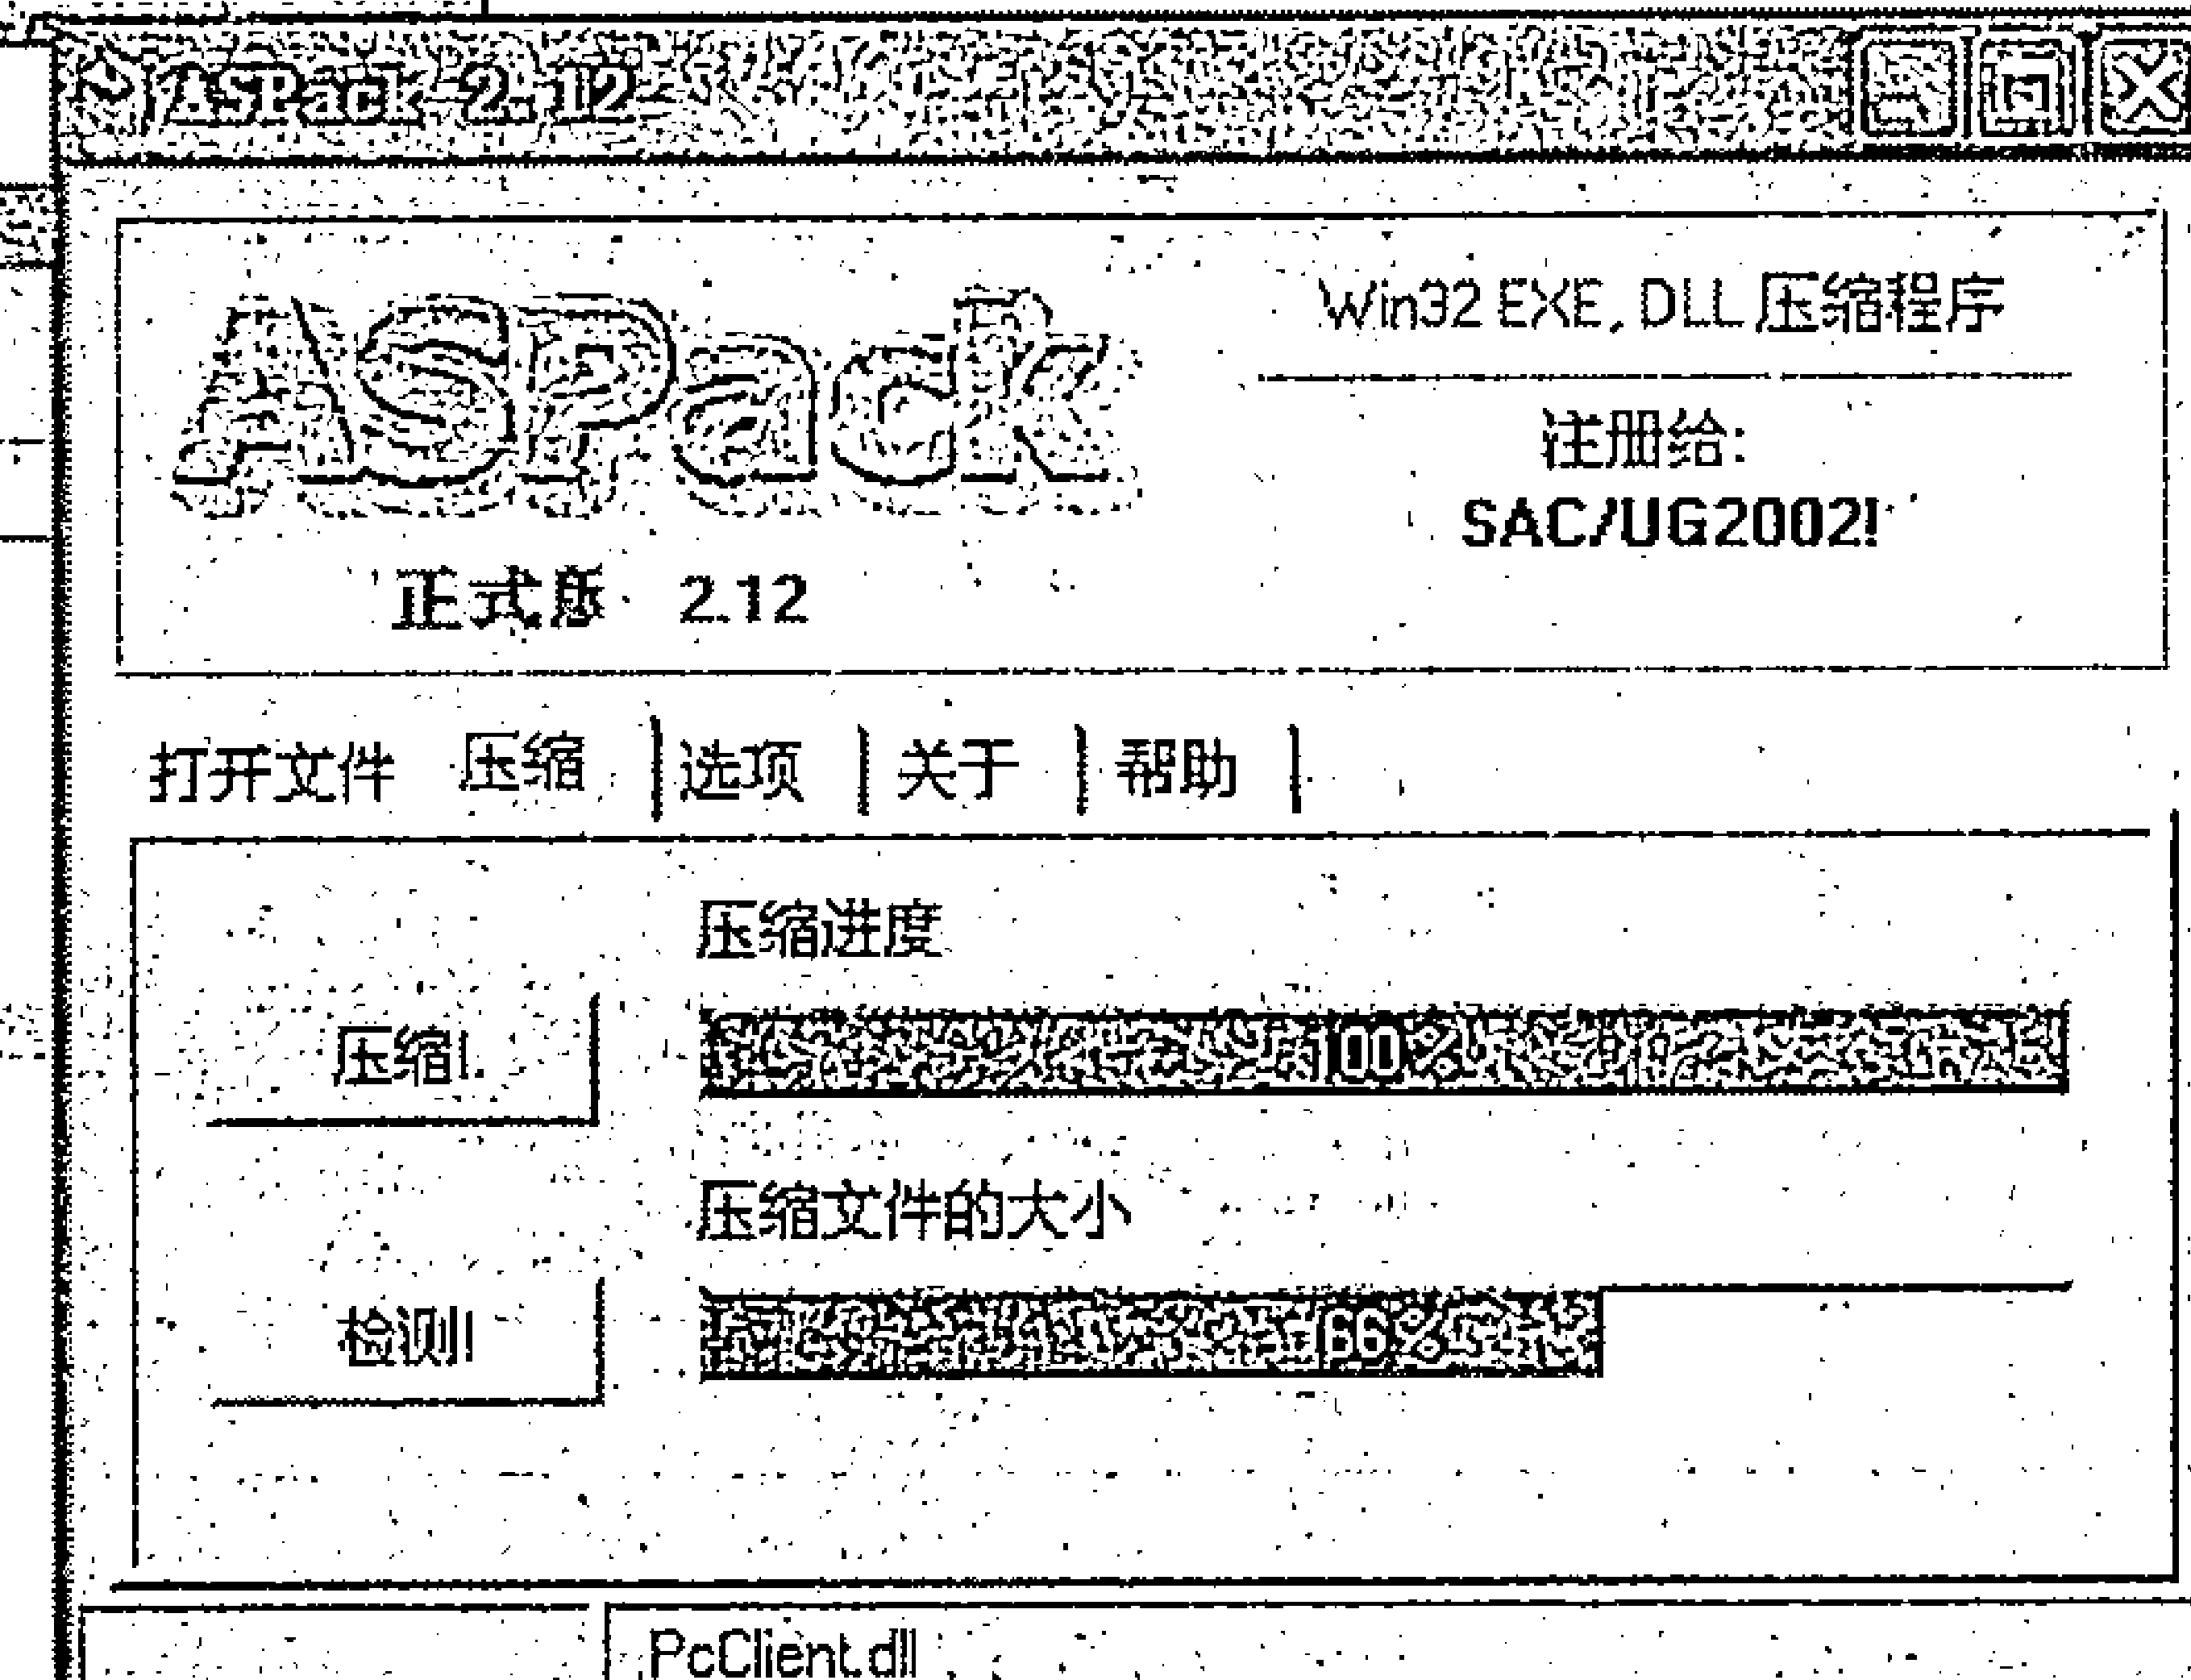 ASPack 2.12
ASPack
Win32 EXE, DLL 压缩程序
注册给:
SAC/UG2002!
正式版 2.12
打开文件 压缩 选项 关于 帮助
压缩进度
压缩!
100%
压缩文件的大小
检测!
66%
PcClient.dll